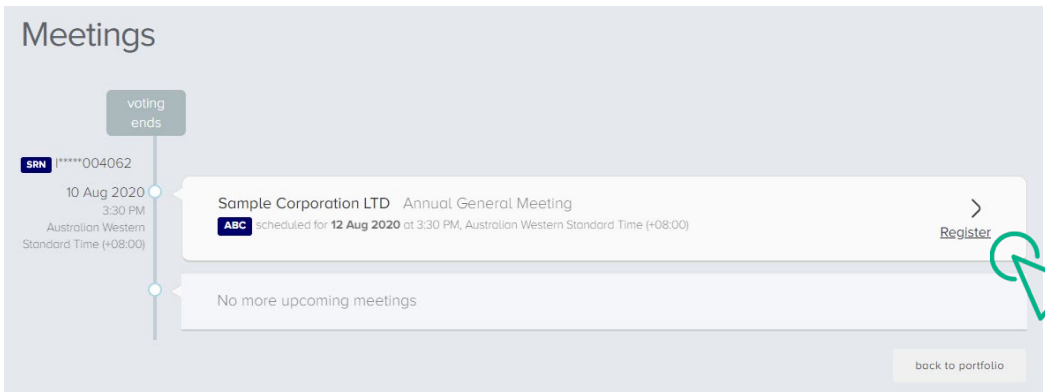 Meetings
voting
ends
SRN I*****004062
10 Aug 2020
3:30 PM
Australian Western
Standard Time (+08:00)
Sample Corporation LTD Annual General Meeting
ABC scheduled for 12 Aug 2020 at 3:30 PM, Australian Western Standard Time (+08:00)
Register
No more upcoming meetings
back to portfolio